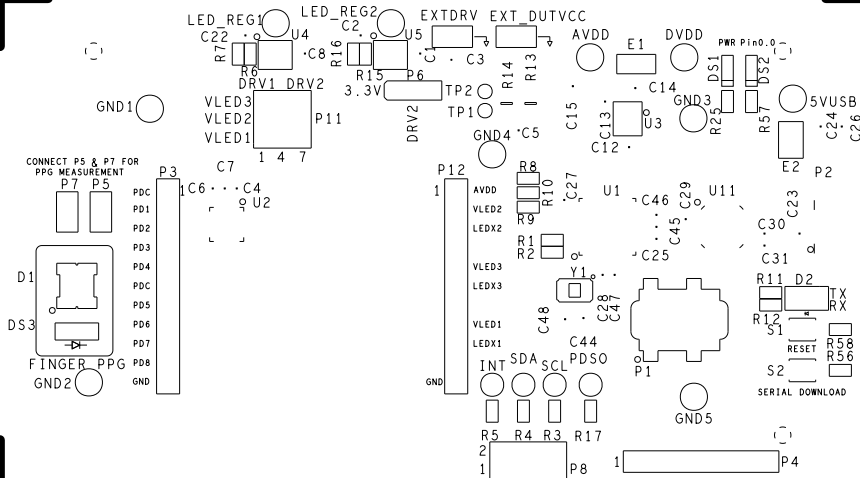 LED_REG1
LED_REG2
EXTDRV
EXT_DUTVCC
C22
U4
C2
U5
C1
AVDD
E1
DVDD
PWR
Pin0.0
R7
R6
C8
R16
R15
P6
C3
R14
R13
DS1
DS2
DRV1
DRV2
3.3V
TP2
TP1
C15
C14
GND1
VLED3
VLED2
VLED1
P11
DRV2
GND3
R25
R57
5VUSB
C24
C26
1
4
7
GND4
C5
C13
U3
C12
E2
P2
CONNECT P5 & P7 FOR
PPG MEASUREMENT
P7
P5
P3
C7
1
C6
C4
U2
P12
1
R8
R10
R9
C27
U1
C46
C29
U11
C23
PDC
PD1
PD2
PD3
PD4
PDC
PD5
PD6
PD7
PD8
GND
AVDD
VLED2
LEDX2
VLED3
LEDX3
VLED1
LEDX1
GND
R1
R2
C45
C25
C30
C31
D1
DS3
FINGER PPG
GND2
Y1
C28
C47
C48
C44
R11
D2
TX
RX
R12
S1
RESET
R58
R56
S2
SERIAL DOWNLOAD
P1
INT
SDA
SCL
PDSO
GND5
R5
R4
R3
R17
2
1
P8
1
P4